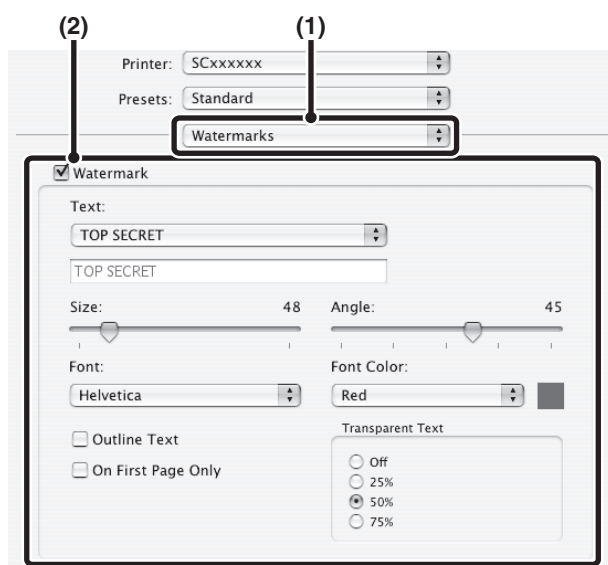 (2) (1)
Printer: SCxxxxxx
Presets: Standard
Watermarks
Watermark
Text:
TOP SECRET
TOP SECRET
Size: 48 Angle: 45
Font: Font Color:
Helvetica Red
Outline Text Transparent Text
On First Page Only
Off
25%
50%
75%